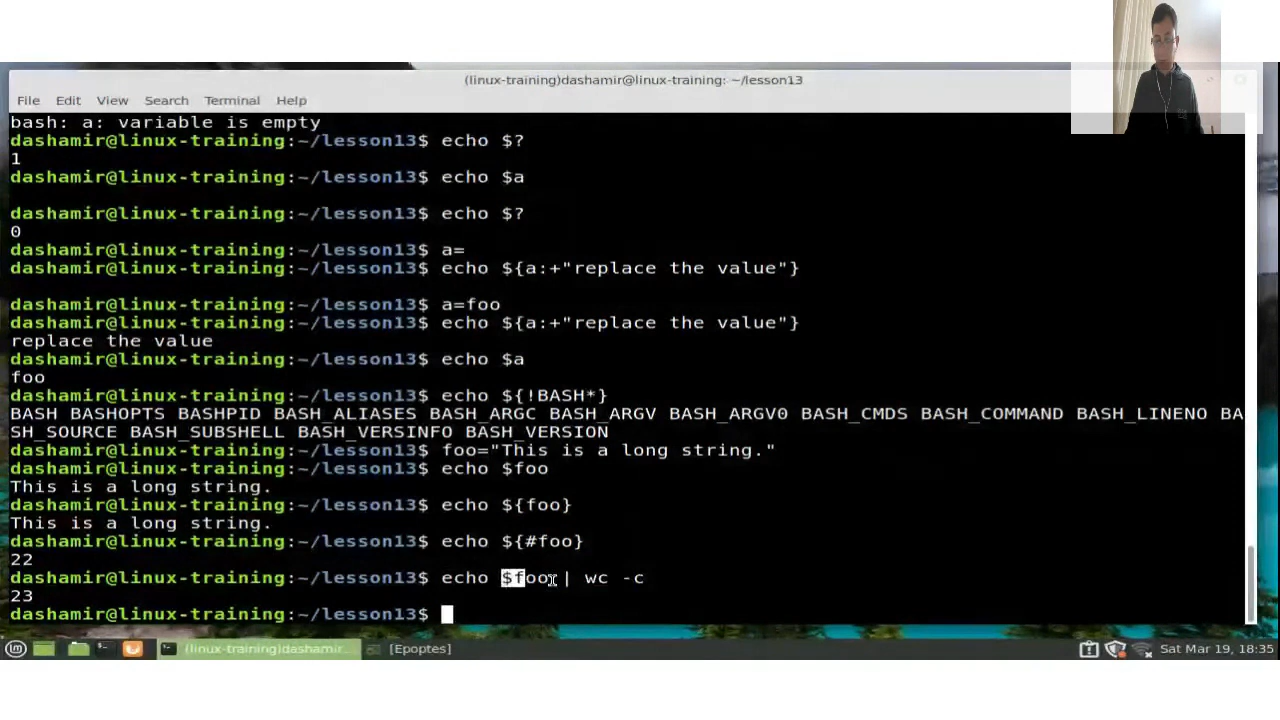 (linux-training)dashamir@linux-training: ~/lesson13
File Edit View Search Terminal Help
bash: a: variable is empty
dashamir@linux-training:~/lesson13$ echo $?
1
dashamir@linux-training:~/lesson13$ echo $a
dashamir@linux-training:~/lesson13$ echo $?
0
dashamir@linux-training:~/lesson13$ a=
dashamir@linux-training:~/lesson13$ echo ${a:+"replace the value"}
dashamir@linux-training:~/lesson13$ a=foo
dashamir@linux-training:~/lesson13$ echo ${a:+"replace the value"}
replace the value
dashamir@linux-training:~/lesson13$ echo $a
foo
dashamir@linux-training:~/lesson13$ echo ${!BASH*}
BASH BASHOPTS BASHPID BASH_ALIASES BASH_ARGC BASH_ARGV BASH_ARGV0 BASH_CMDS BASH_COMMAND BASH_LINENO BA
SH_SOURCE BASH_SUBSHELL BASH_VERSINFO BASH_VERSION
dashamir@linux-training:~/lesson13$ foo="This is a long string."
dashamir@linux-training:~/lesson13$ echo $foo
This is a long string.
dashamir@linux-training:~/lesson13$ echo ${foo}
This is a long string.
dashamir@linux-training:~/lesson13$ echo ${#foo}
22
dashamir@linux-training:~/lesson13$ echo $foo | wc -c
23
dashamir@linux-training:~/lesson13$
(linux-training)dashamir... [Epoptes] Sat Mar 19, 18:35